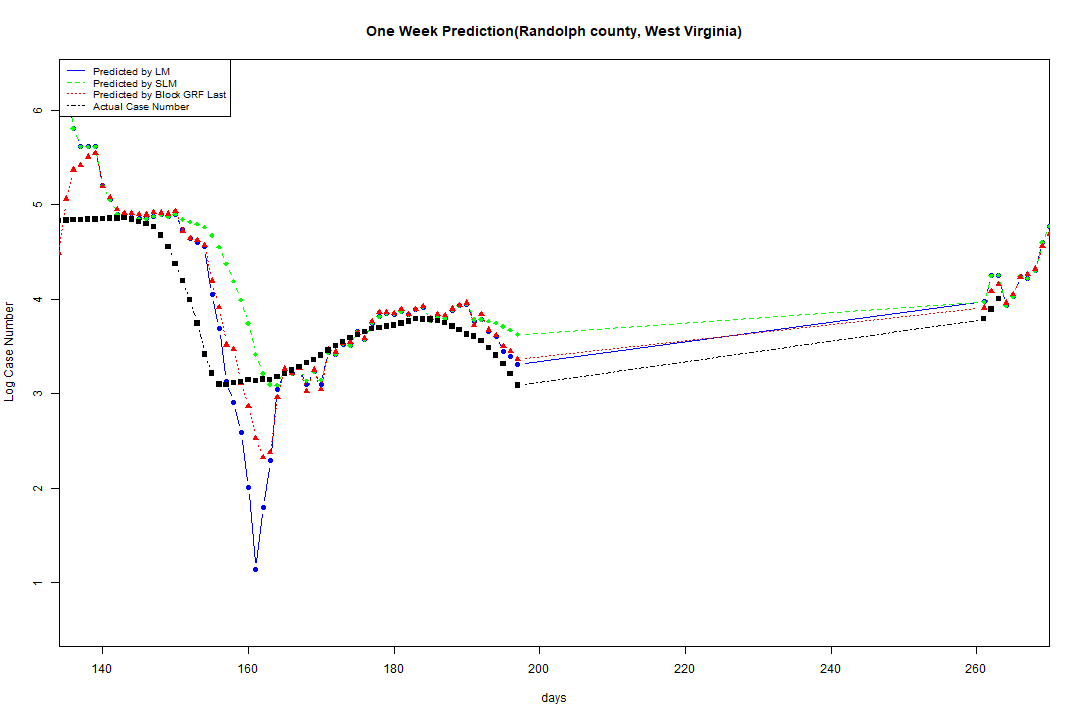 One Week Prediction(Randolph county, West Virginia)
Predicted by LM
Predicted by SLM
Predicted by Block GRF Last
Actual Case Number
6
5
4
3
2
1
Log Case Number
140 160 180 200 220 240 260
days